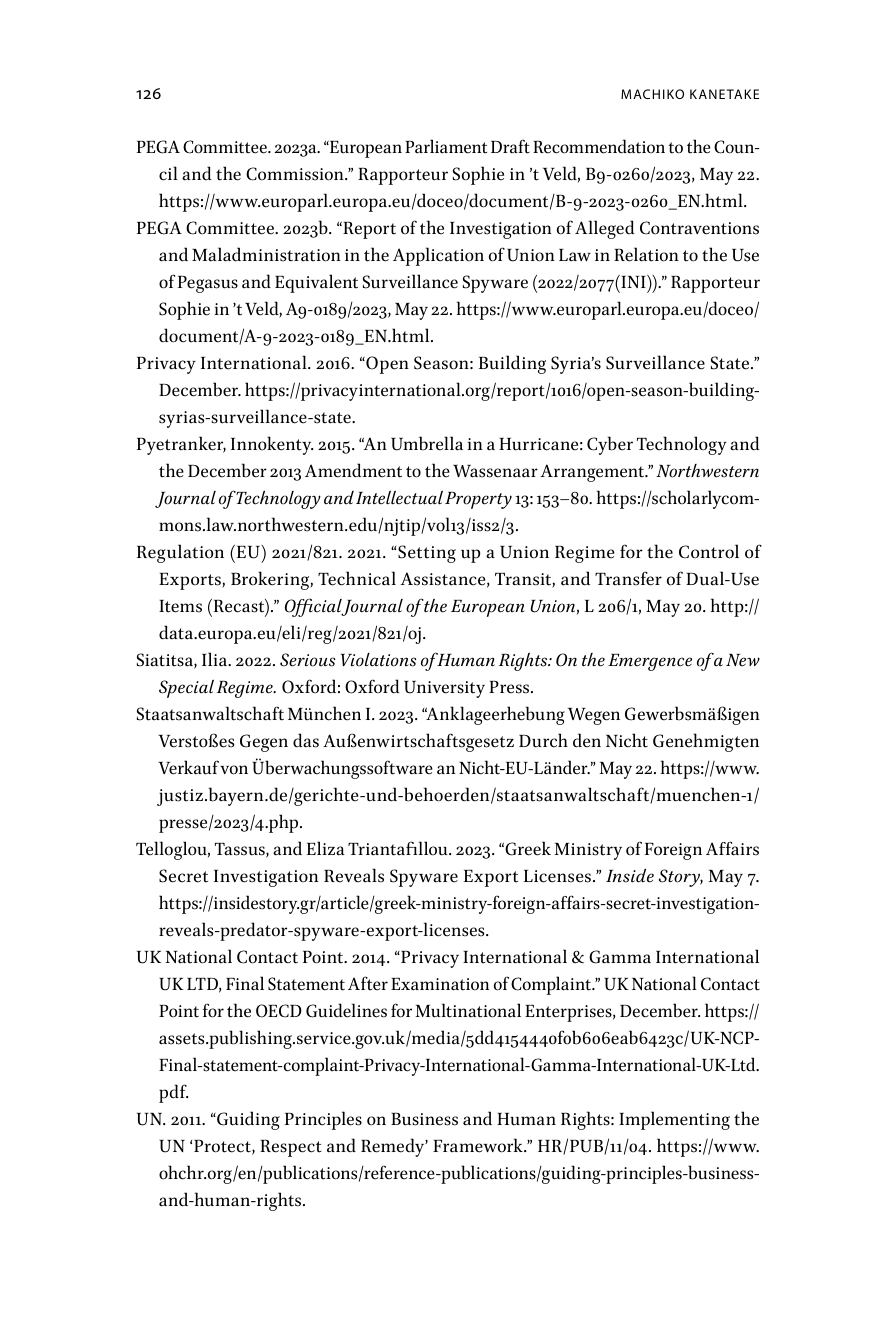 126
MACHIKO KANETAKE
PEGA Committee. 2023a. “European Parliament Draft Recommendation to the Coun-
cil and the Commission.” Rapporteur Sophie in ’t Veld, B9-0260/2023, May 22.
https://www.europarl.europa.eu/doceo/document/B-9-2023-0260_EN.html.
PEGA Committee. 2023b. “Report of the Investigation of Alleged Contraventions
and Maladministration in the Application of Union Law in Relation to the Use
of Pegasus and Equivalent Surveillance Spyware (2022/2077(INI)).” Rapporteur
Sophie in ’t Veld, A9-0189/2023, May 22. https://www.europarl.europa.eu/doceo/
document/A-9-2023-0189_EN.html.
Privacy International. 2016. “Open Season: Building Syria’s Surveillance State.”
December. https://privacyinternational.org/report/1016/open-season-building-
syrias-surveillance-state.
Pyetranker, Innokenty. 2015. “An Umbrella in a Hurricane: Cyber Technology and
the December 2013 Amendment to the Wassenaar Arrangement.” Northwestern
Journal of Technology and Intellectual Property 13: 153–80. https://scholarlycom-
mons.law.northwestern.edu/njtip/vol13/iss2/3.
Regulation (EU) 2021/821. 2021. “Setting up a Union Regime for the Control of
Exports, Brokering, Technical Assistance, Transit, and Transfer of Dual-Use
Items (Recast).” Official Journal of the European Union, L 206/1, May 20. http://
data.europa.eu/eli/reg/2021/821/oj.
Siatitsa, Ilia. 2022. Serious Violations of Human Rights: On the Emergence of a New
Special Regime. Oxford: Oxford University Press.
Staatsanwaltschaft München I. 2023. “Anklageerhebung Wegen Gewerbsmäßigen
Verstoßes Gegen das Außenwirtschaftsgesetz Durch den Nicht Genehmigten
Verkauf von Überwachungssoftware an Nicht-EU-Länder.” May 22. https://www.
justiz.bayern.de/gerichte-und-behoerden/staatsanwaltschaft/muenchen-1/
presse/2023/4.php.
Telloglou, Tassus, and Eliza Triantafillou. 2023. “Greek Ministry of Foreign Affairs
Secret Investigation Reveals Spyware Export Licenses.” Inside Story, May 7.
https://insidestory.gr/article/greek-ministry-foreign-affairs-secret-investigation-
reveals-predator-spyware-export-licenses.
UK National Contact Point. 2014. “Privacy International & Gamma International
UK LTD, Final Statement After Examination of Complaint.” UK National Contact
Point for the OECD Guidelines for Multinational Enterprises, December. https://
assets.publishing.service.gov.uk/media/5dd4154440f0b606eab6423c/UK-NCP-
Final-statement-complaint-Privacy-International-Gamma-International-UK-Ltd.
pdf.
UN. 2011. “Guiding Principles on Business and Human Rights: Implementing the
UN ‘Protect, Respect and Remedy’ Framework.” HR/PUB/11/04. https://www.
ohchr.org/en/publications/reference-publications/guiding-principles-business-
and-human-rights.